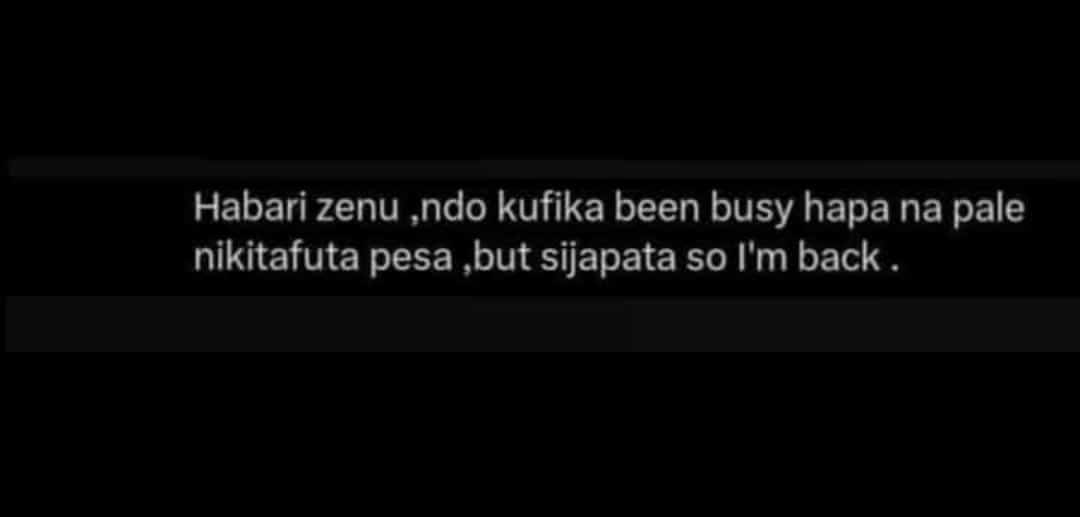 Habari zenu ,ndo kufika been busy hapa na pale
nikitafuta pesa ,but sijapata so I'm back .